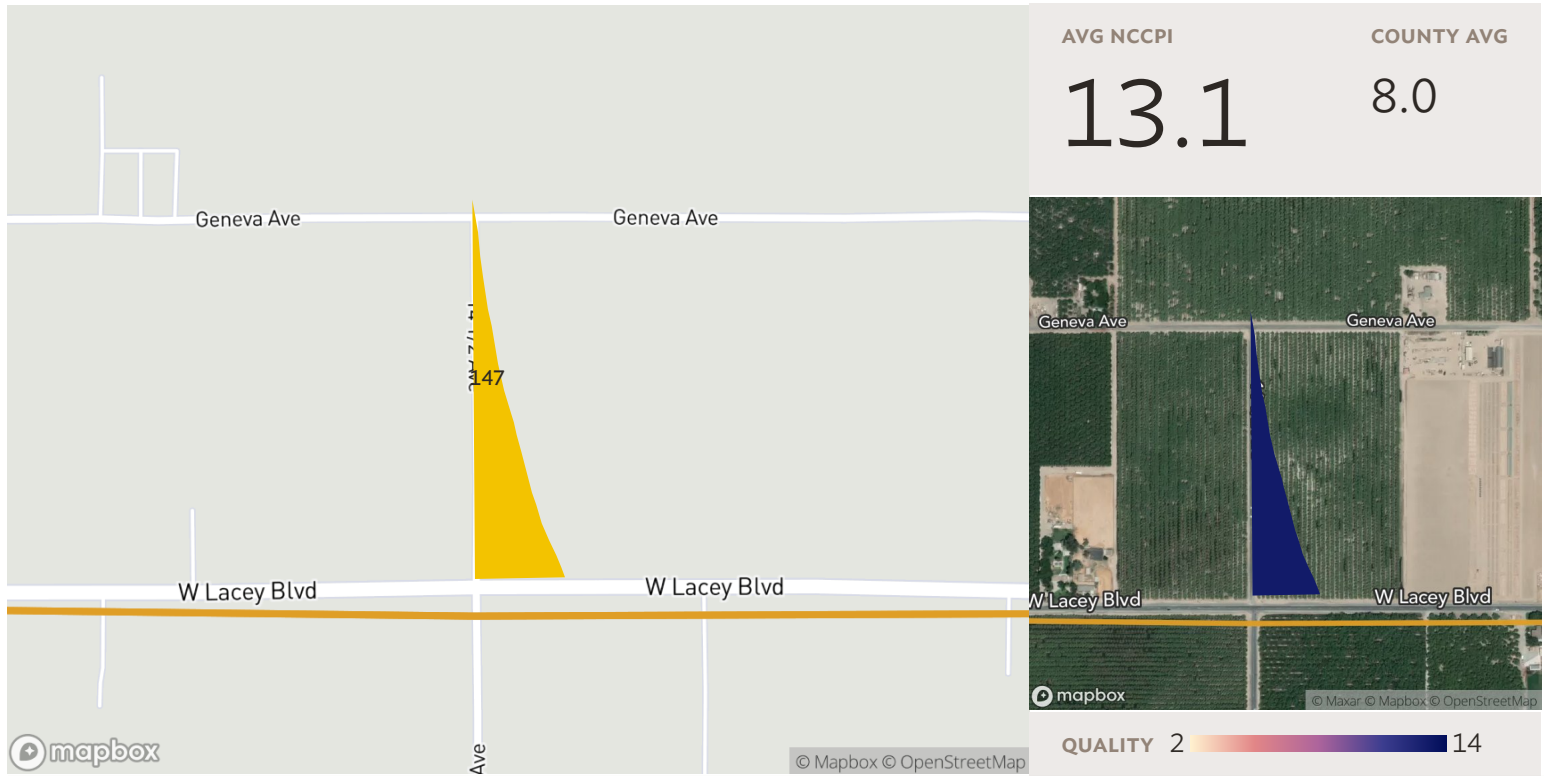 Geneva Ave
Geneva Ave
147
W Lacey Blvd
W Lacey Blvd
Ave
mapbox
© Mapbox © OpenStreetMap
AVG NCCPI
13.1
COUNTY AVG
8.0
Geneva Ave
Geneva Ave
W Lacey Blvd
W Lacey Blvd
mapbox
© Maxar © Mapbox © OpenStreetMap
QUALITY 2 14